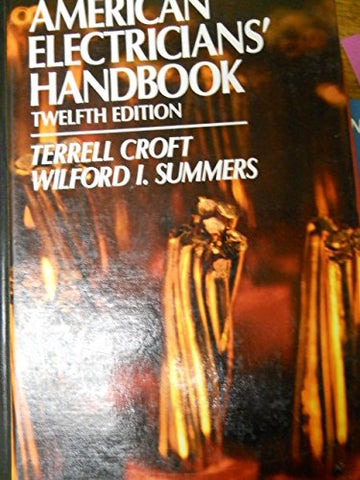 AMERICAN
ELECTRICIANS'
HANDBOOK
TWELFTH EDITION
TERRELL CROFT
WILFORD I. SUMMERS